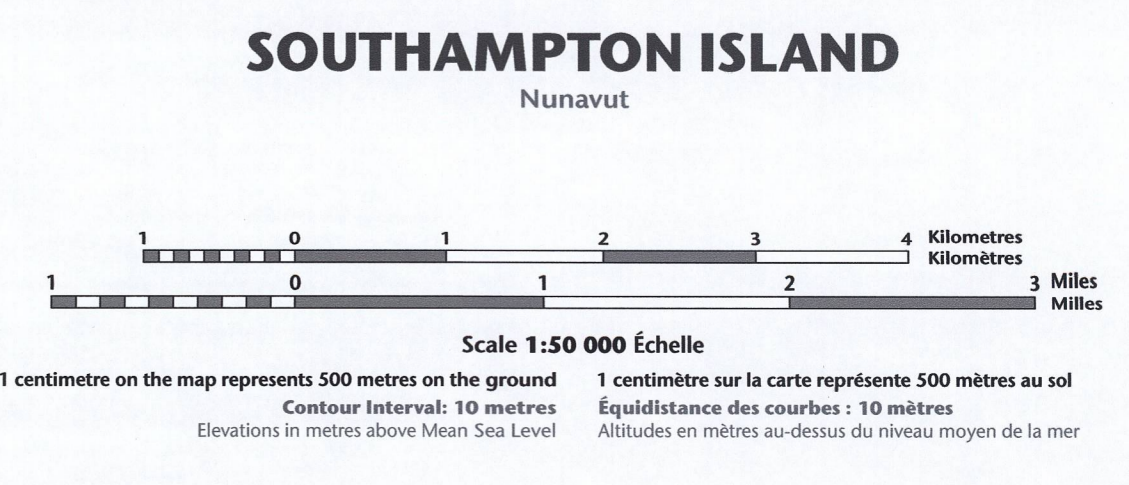 SOUTHAMPTON ISLAND
Nunavut
1 0 1 2 3 4 Kilometres
Kilomètres
1 0 1 2 3 Miles
Milles
Scale 1:50 000 Échelle
1 centimetre on the map represents 500 metres on the ground
Contour Interval: 10 metres
Elevations in metres above Mean Sea Level
1 centimètre sur la carte représente 500 mètres au sol
Équidistance des courbes : 10 mètres
Altitudes en mètres au-dessus du niveau moyen de la mer